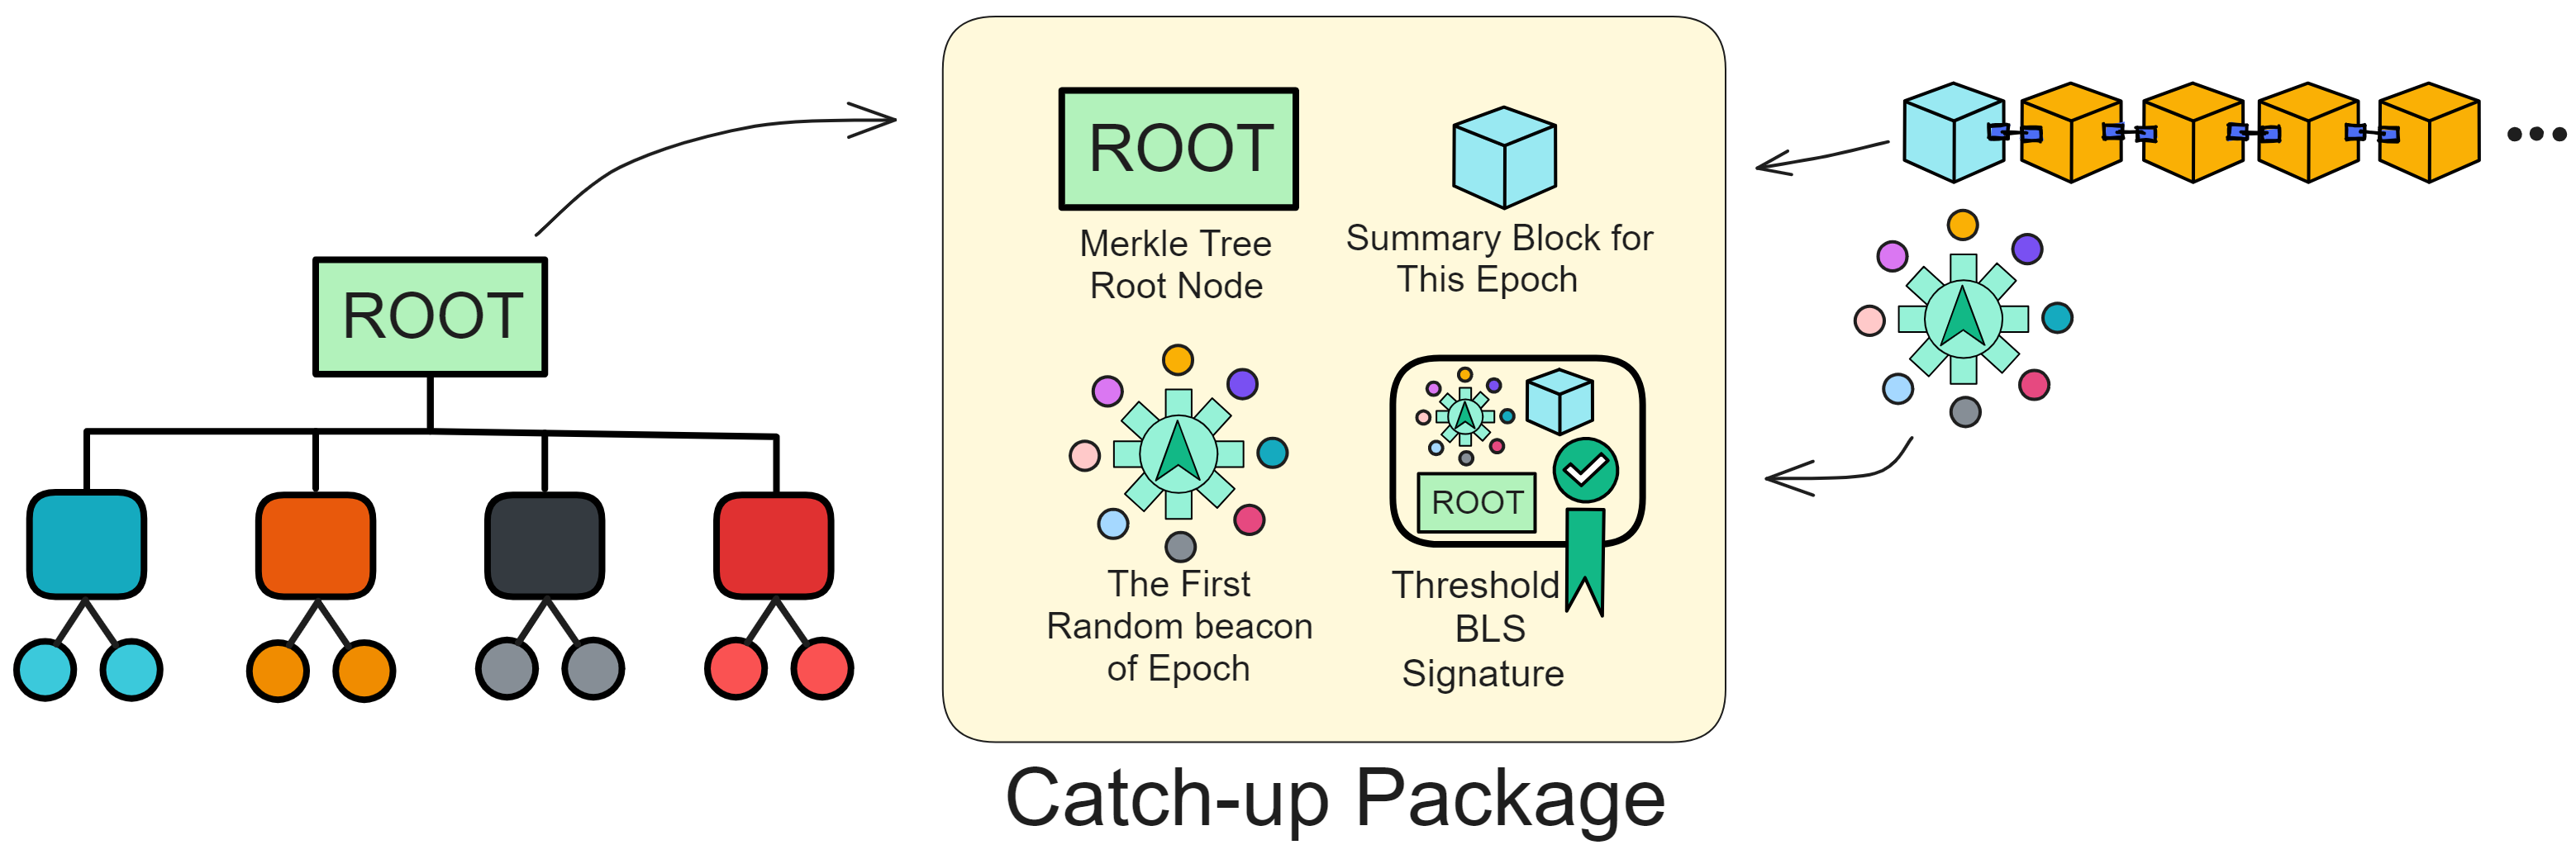 ROOT
ROOT
Merkle Tree
Root Node
Summary Block for
This Epoch
The First
Random beacon
of Epoch
ROOT
Threshold
BLS
Signature
Catch-up Package